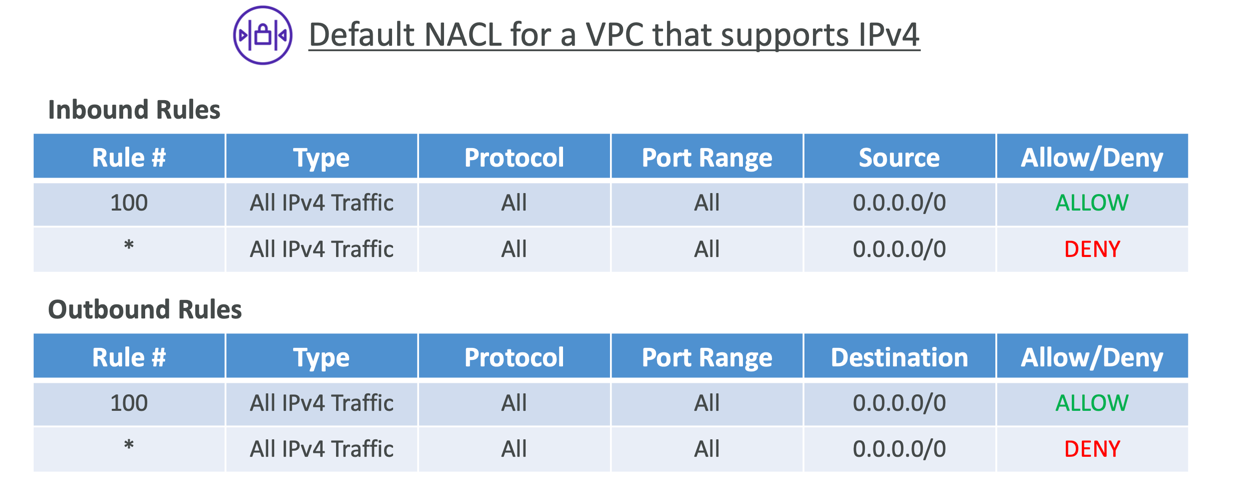 Default NACL for a VPC that supports IPv4
Inbound Rules
Rule # Type Protocol Port Range Source Allow/Deny
100 All IPv4 Traffic All All 0.0.0.0/0 ALLOW
* All IPv4 Traffic All All 0.0.0.0/0 DENY
Outbound Rules
Rule # Type Protocol Port Range Destination Allow/Deny
100 All IPv4 Traffic All All 0.0.0.0/0 ALLOW
* All IPv4 Traffic All All 0.0.0.0/0 DENY